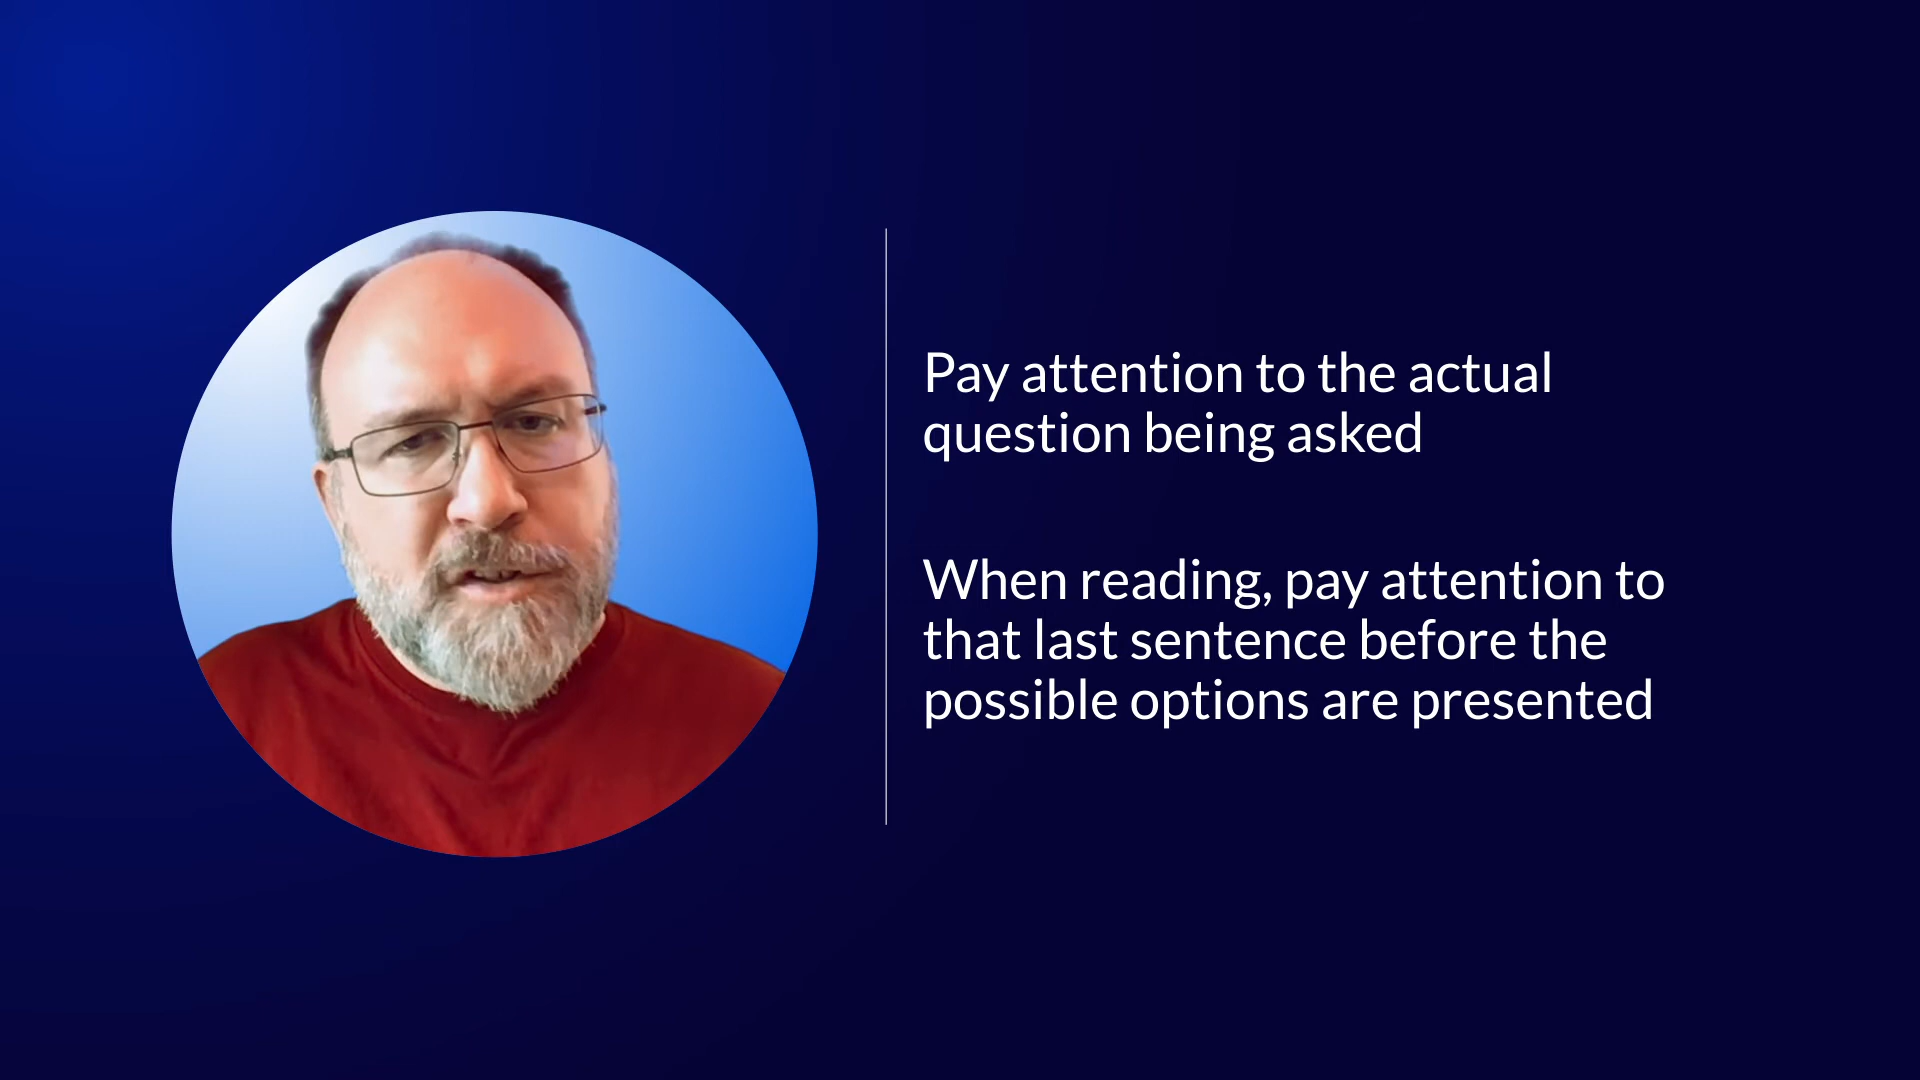 Pay attention to the actual
question being asked
When reading, pay attention to
that last sentence before the
possible options are presented